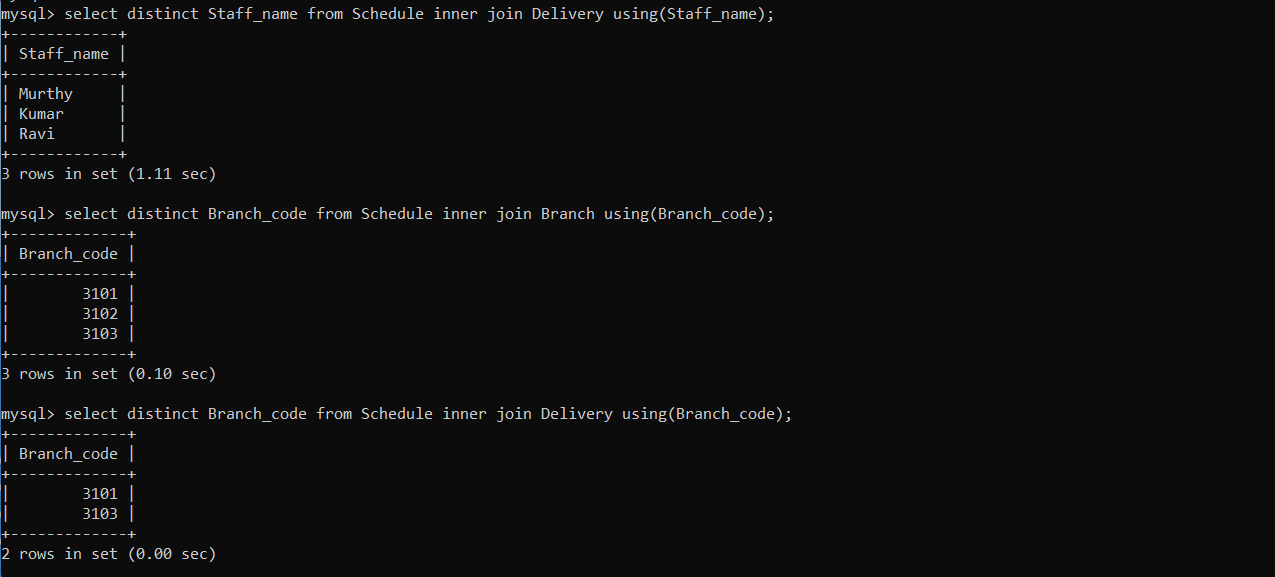 mysql> select distinct Staff_name from Schedule inner join Delivery using(Staff_name);
+------------+
| Staff_name |
+------------+
| Murthy     |
| Kumar      |
| Ravi       |
+------------+
3 rows in set (1.11 sec)

mysql> select distinct Branch_code from Schedule inner join Branch using(Branch_code);
+-------------+
| Branch_code |
+-------------+
|        3101 |
|        3102 |
|        3103 |
+-------------+
3 rows in set (0.10 sec)

mysql> select distinct Branch_code from Schedule inner join Delivery using(Branch_code);
+-------------+
| Branch_code |
+-------------+
|        3101 |
|        3103 |
+-------------+
2 rows in set (0.00 sec)